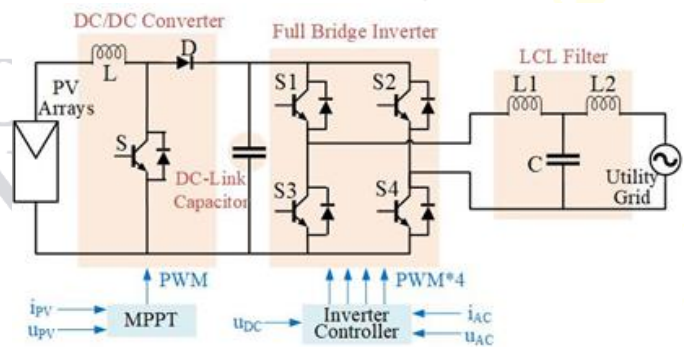 DC/DC Converter
Full Bridge Inverter
LCL Filter
PV
Arrays
L
D
S
DC-Link
Capacitor
S1
S2
S3
S4
L1
L2
C
Utility
Grid
PWM
PWM*4
iPV
uPV
MPPT
uDC
Inverter
Controller
iAC
uAC